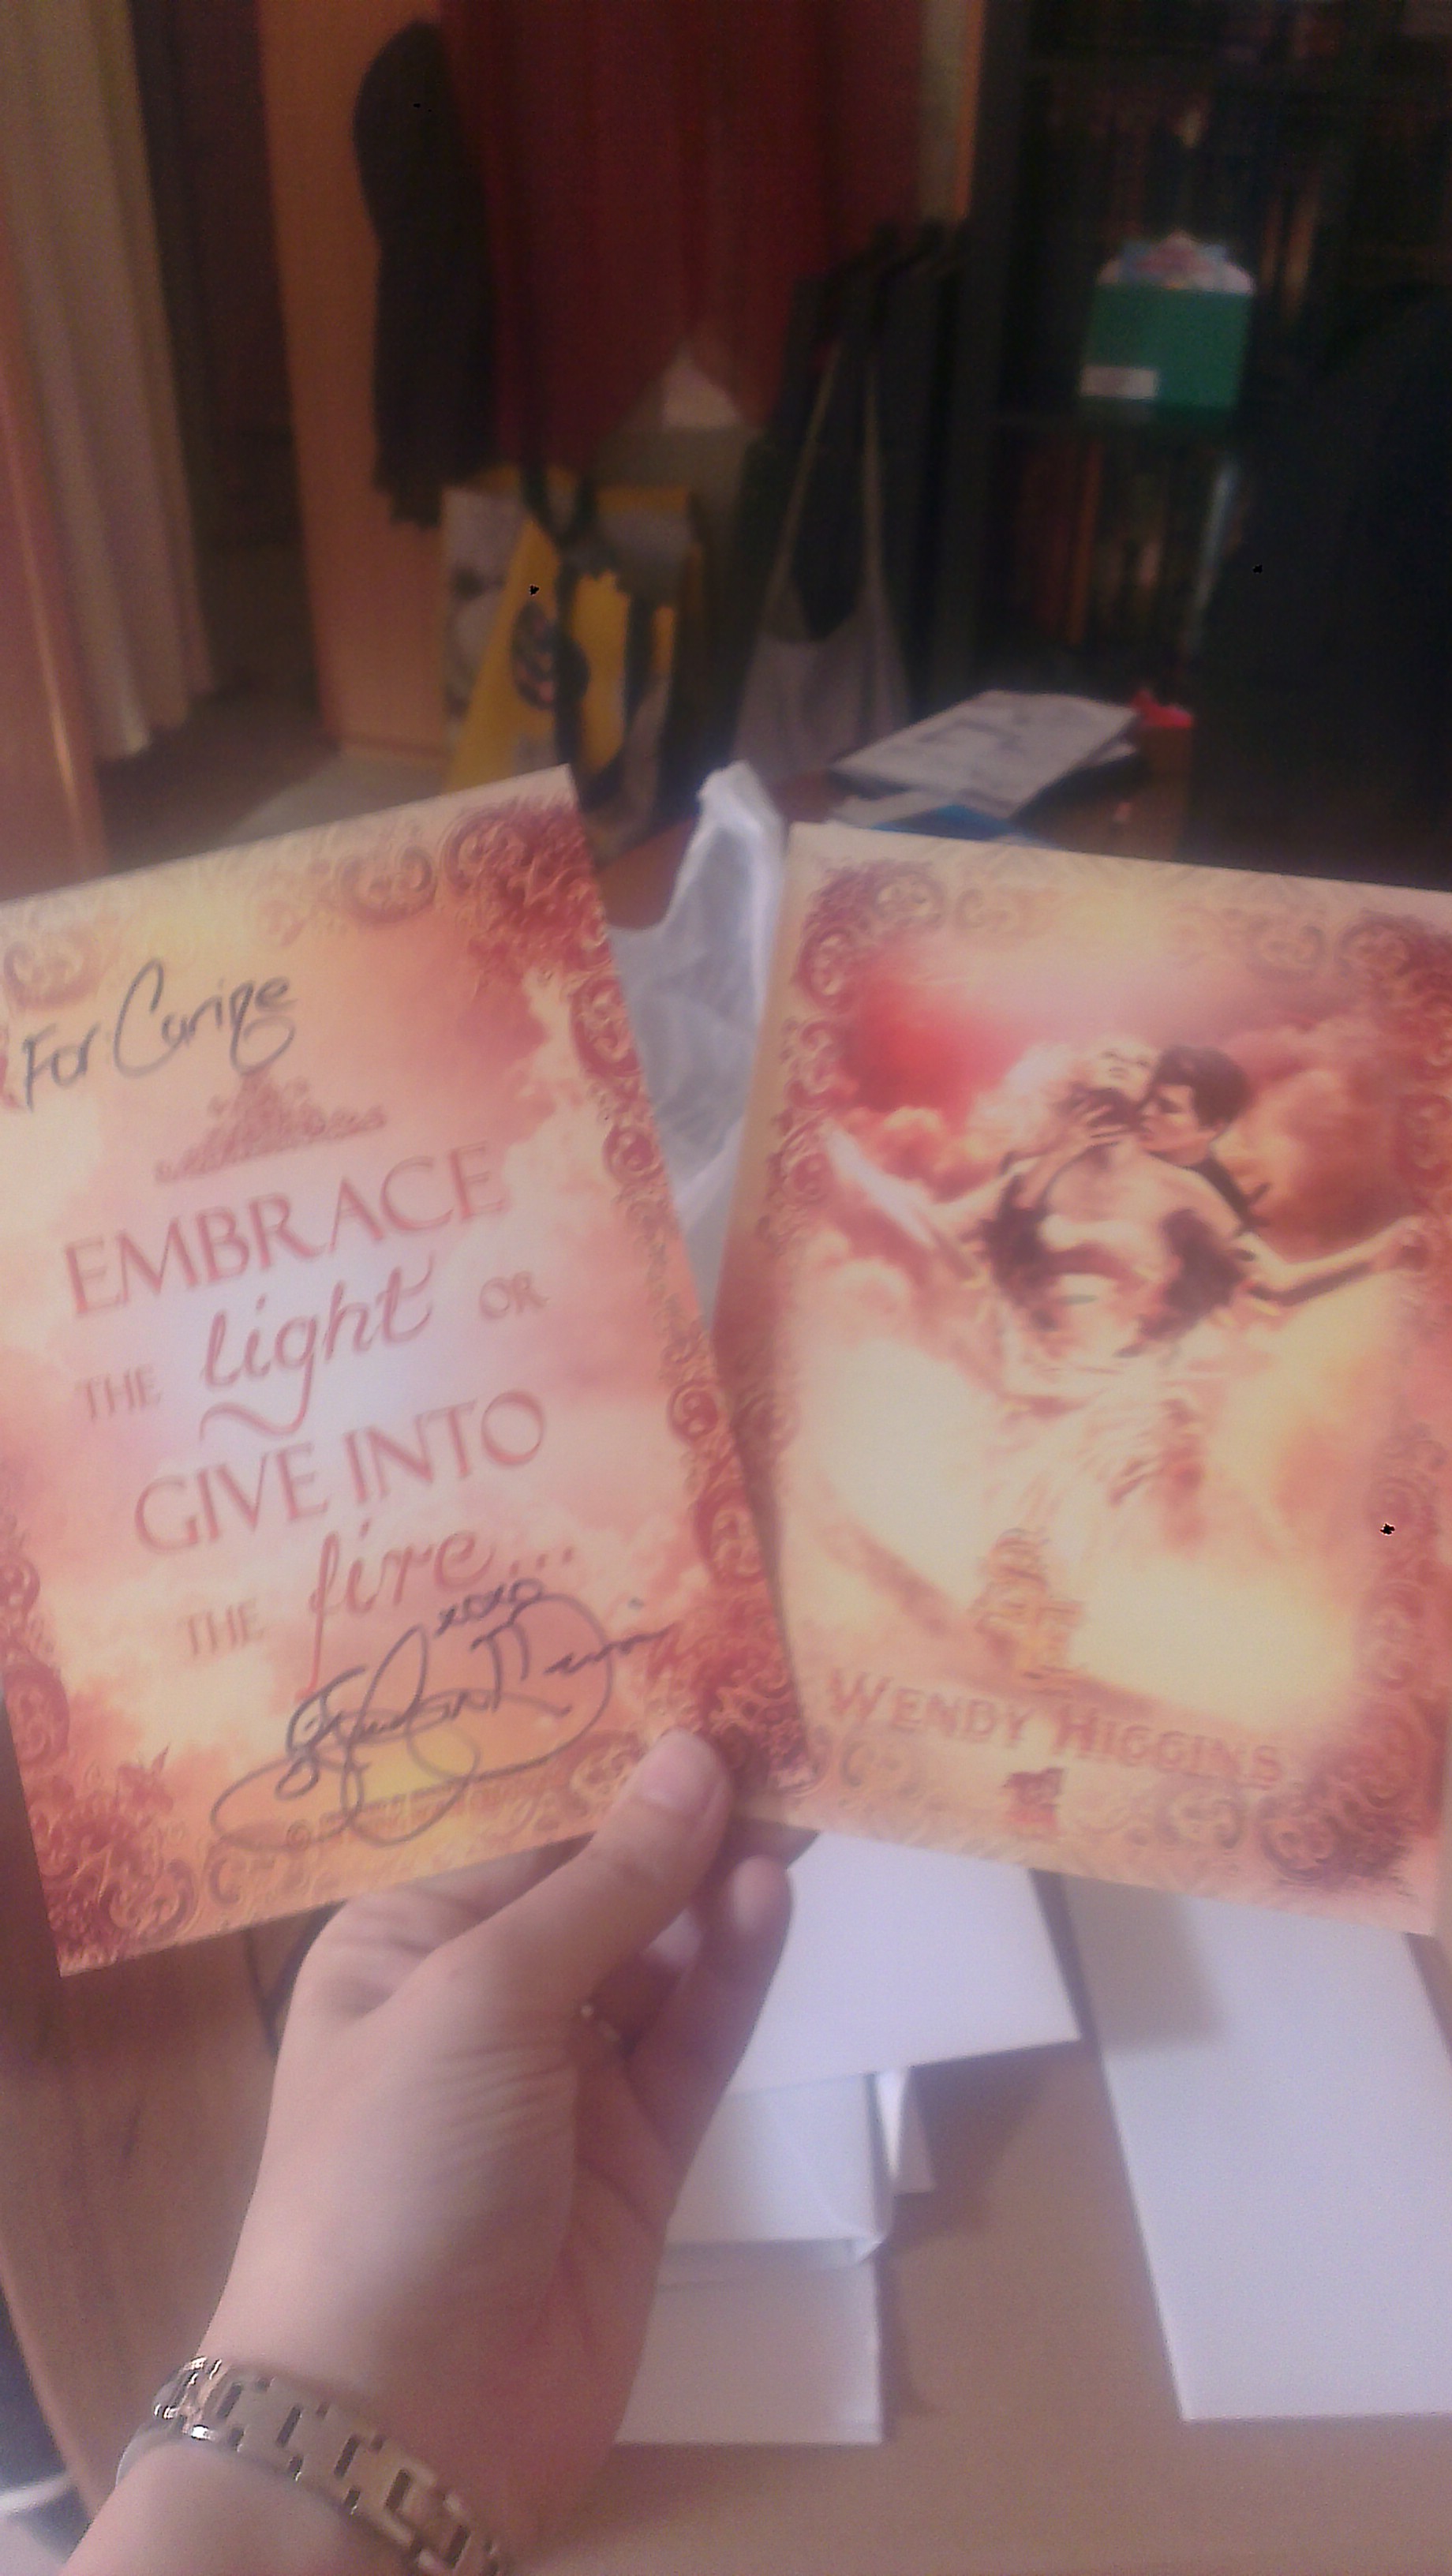 For Carine
EMBRACE
THE light OR
GIVE INTO
THE fire...
xoxo
WENDY HIGGINS